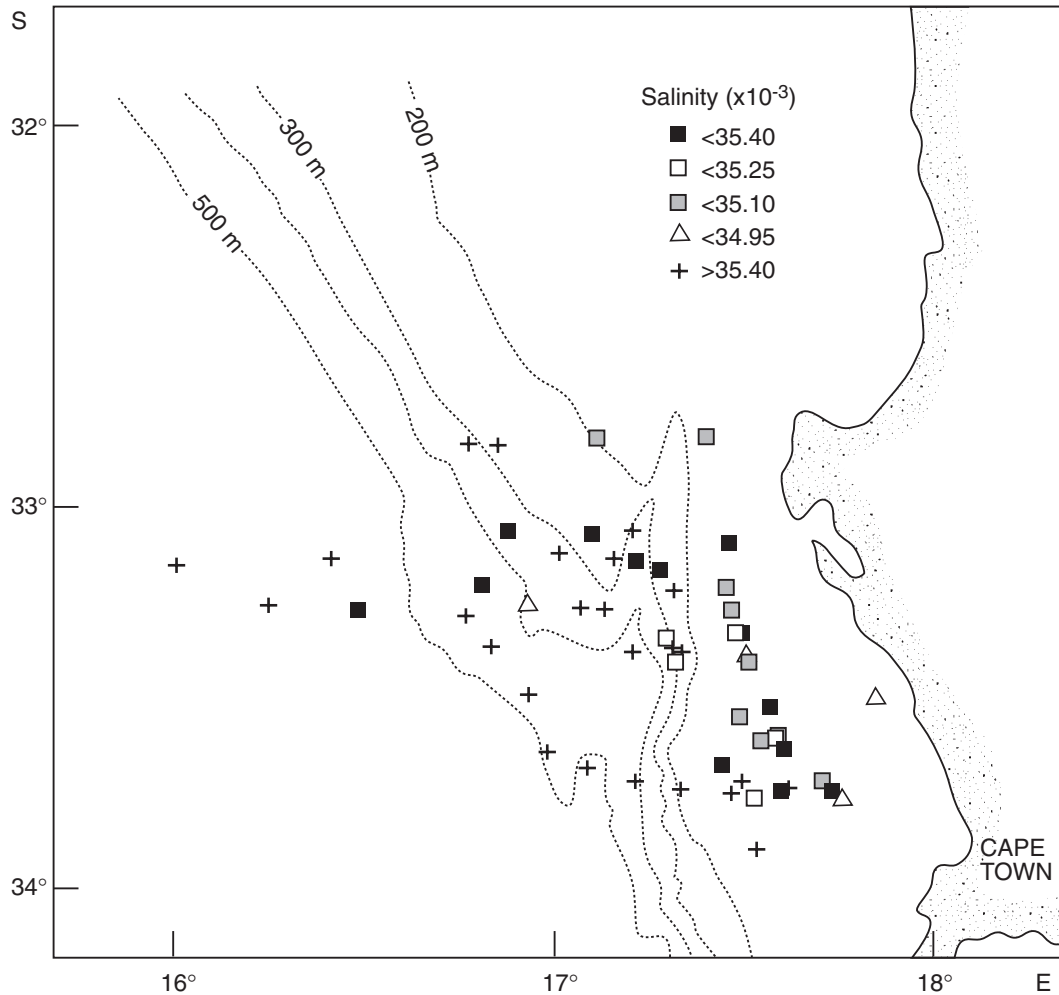 S
32°
33°
34°
500 m
300 m
200 m
Salinity (x10-3)
<35.40
<35.25
<35.10
<34.95
>35.40
CAPE
TOWN
16°
17°
18°
E